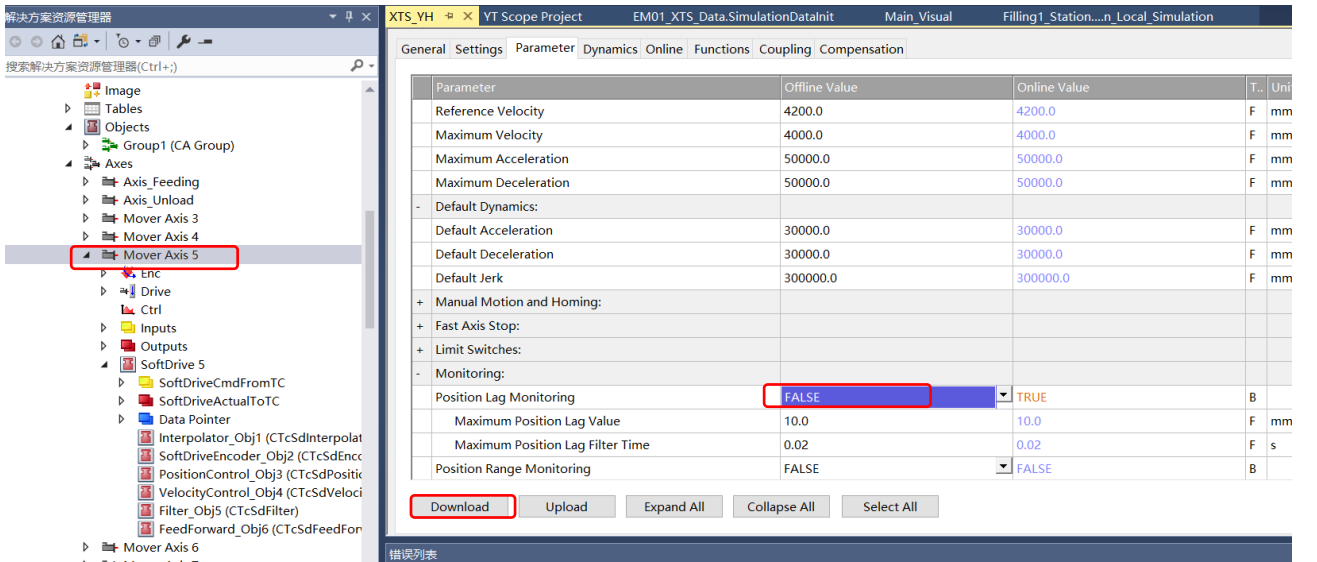 解决方案资源管理器
搜索解决方案资源管理器(Ctrl+;)
Image
Tables
Objects
Group1 (CA Group)
Axes
Axis_Feeding
Axis_Unload
Mover Axis 3
Mover Axis 4
Mover Axis 5
Enc
Drive
Ctrl
Inputs
Outputs
SoftDrive 5
SoftDriveCmdFromTC
SoftDriveActualToTC
Data Pointer
Interpolator_Obj1 (CTcSdInterpolat
SoftDriveEncoder_Obj2 (CTcSdEnco
PositionControl_Obj3 (CTcSdPositic
VelocityControl_Obj4 (CTcSdVeloci
Filter_Obj5 (CTcSdFilter)
FeedForward_Obj6 (CTcSdFeedForv
Mover Axis 6
XTS_YH YT Scope Project EM01_XTS_Data.SimulationDataInit Main_Visual Filling1_Station....n_Local_Simulation
General Settings Parameter Dynamics Online Functions Coupling Compensation
Parameter Offline Value Online Value T.. Uni
Reference Velocity 4200.0 4200.0 F mm
Maximum Velocity 4000.0 4000.0 F mm
Maximum Acceleration 50000.0 50000.0 F mm
Maximum Deceleration 50000.0 50000.0 F mm
- Default Dynamics:
Default Acceleration 30000.0 30000.0 F mm
Default Deceleration 30000.0 30000.0 F mm
Default Jerk 300000.0 300000.0 F mm
+ Manual Motion and Homing:
+ Fast Axis Stop:
+ Limit Switches:
- Monitoring:
Position Lag Monitoring FALSE TRUE B
Maximum Position Lag Value 10.0 10.0 F mm
Maximum Position Lag Filter Time 0.02 0.02 F s
Position Range Monitoring FALSE FALSE B
Download Upload Expand All Collapse All Select All
错误列表